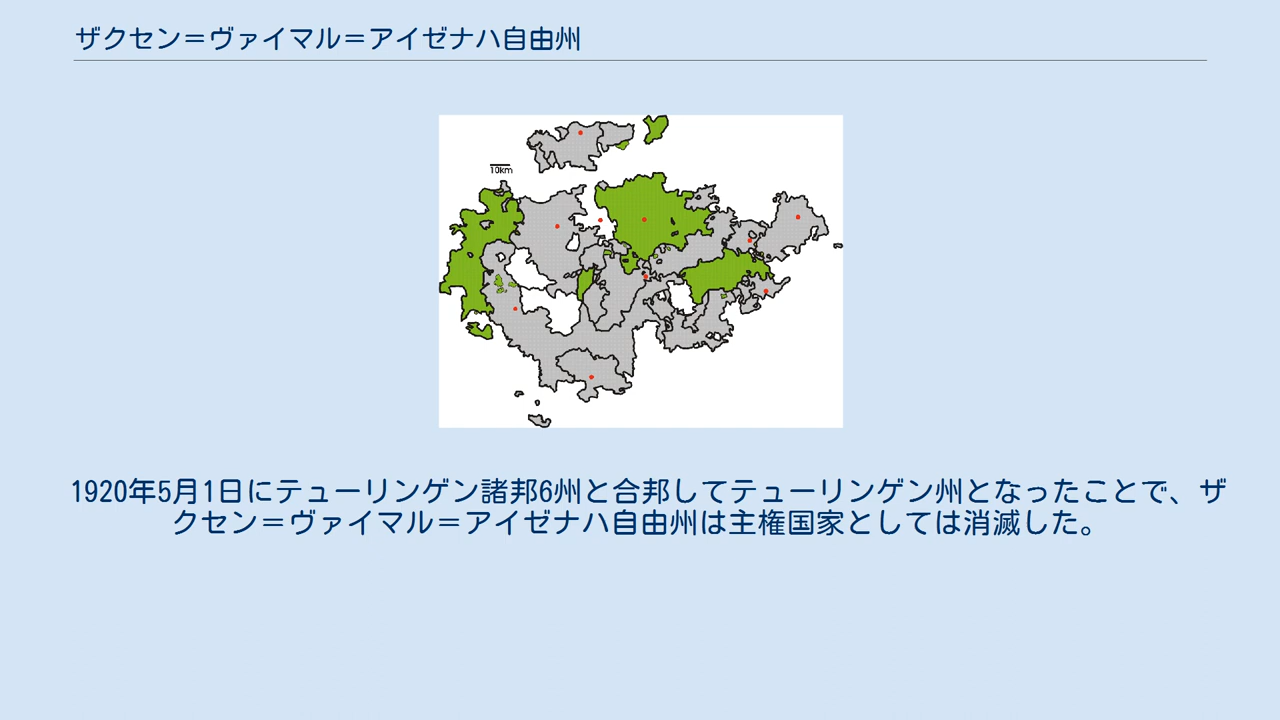 ザクセン＝ヴァイマル＝アイゼナハ自由州
10km
1920年5月1日にテューリンゲン諸邦6州と合邦してテューリンゲン州となったことで、ザ
クセン＝ヴァイマル＝アイゼナハ自由州は主権国家としては消滅した。